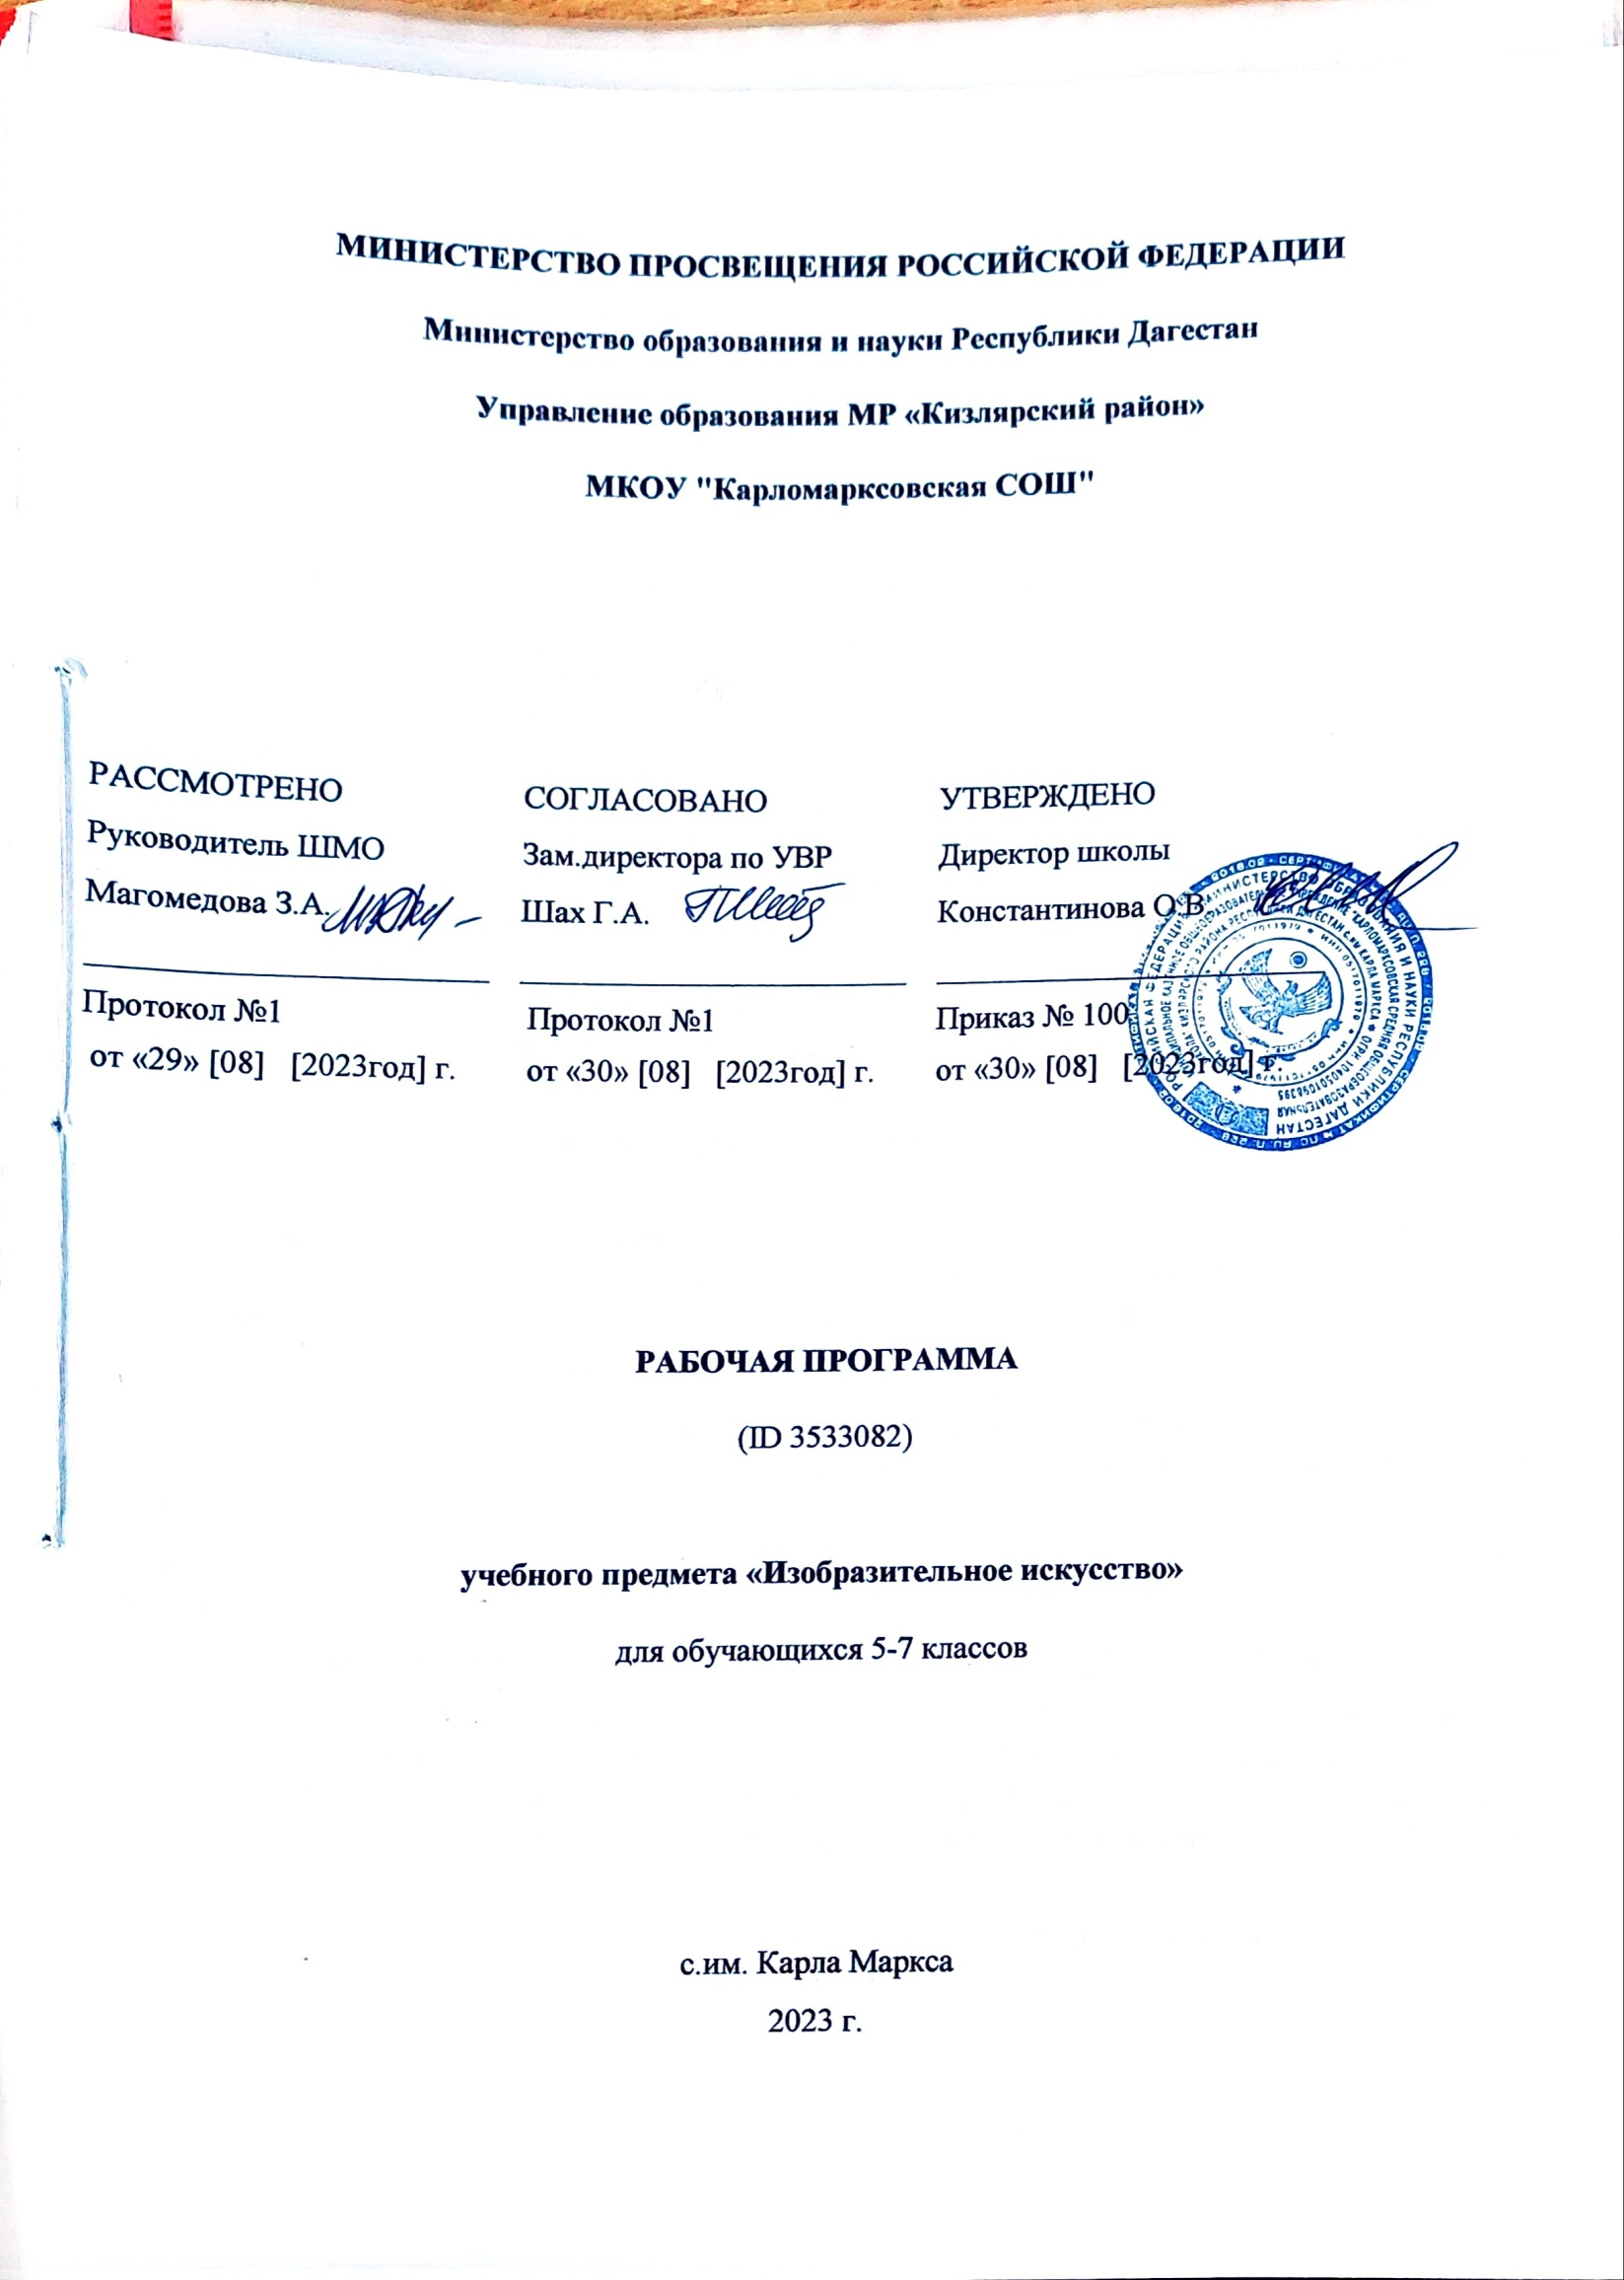 МИНИСТЕРСТВО ПРОСВЕЩЕНИЯ РОССИЙСКОЙ ФЕДЕРАЦИИ
Министерство образования и науки Республики Дагестан
Управление образования МР «Кизлярский район»
МКОУ "Карломарксовская СОШ"
РАССМОТРЕНО
Руководитель ШМО
Магомедова З.А.
Протокол №1
от «29» [08] [2023год] г.
СОГЛАСОВАНО
Зам.директора по УВР
Шах Г.А.
Протокол №1
от «30» [08] [2023год] г.
УТВЕРЖДЕНО
Директор школы
Константинова О.В
Приказ № 100
от «30» [08] [2023год] г.
РАБОЧАЯ ПРОГРАММА
(ID 3533082)
учебного предмета «Изобразительное искусство»
для обучающихся 5-7 классов
с.им. Карла Маркса
2023 г.